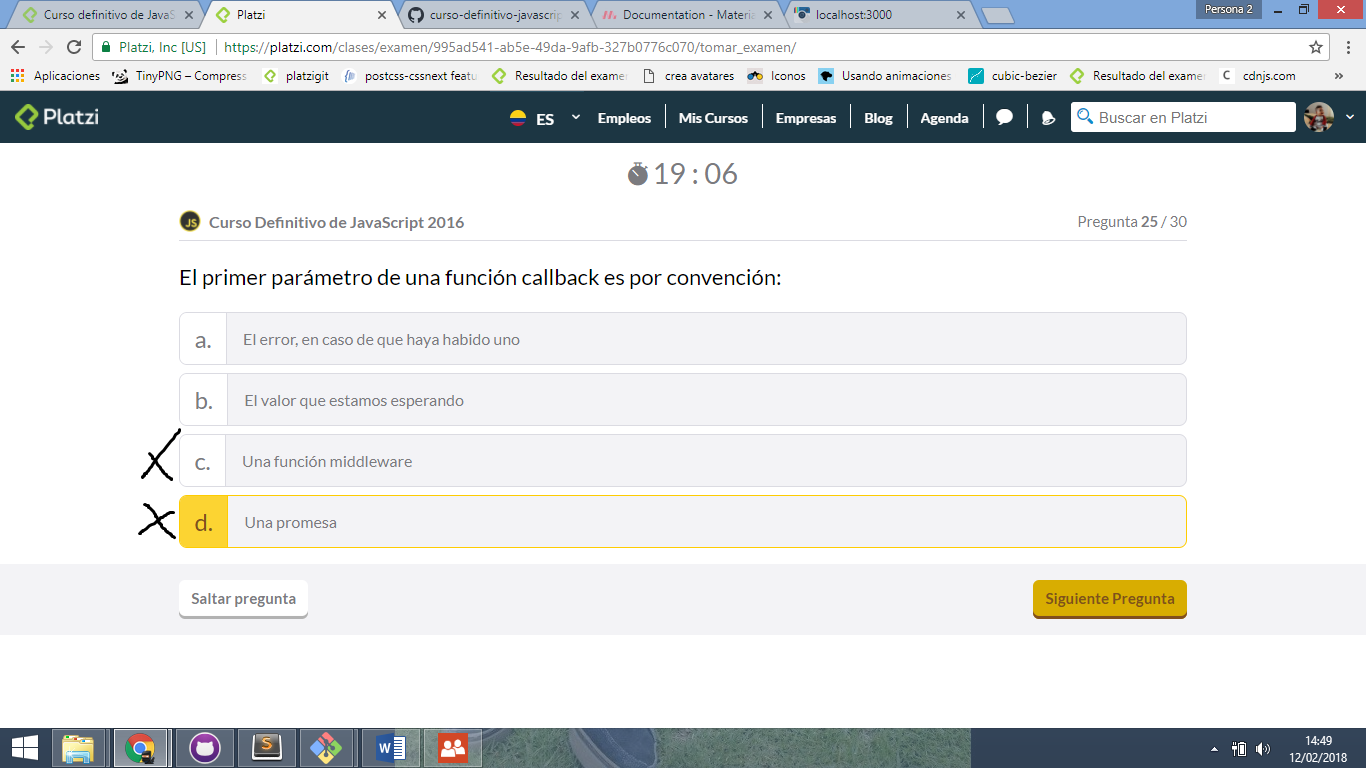 Curso definitivo de JavaS
Platzi
curso-definitivo-javascrip
Documentation - Materia
localhost:3000
Persona 2
Platzi, Inc [US]
https://platzi.com/clases/examen/995ad541-ab5e-49da-9afb-327b0776c070/tomar_examen/
Aplicaciones
TinyPNG – Compress
platzigit
postcss-cssnext featu
Resultado del examen
crea avatares
Iconos
Usando animaciones
cubic-bezier
Resultado del examen
C cdnjs.com
»
Platzi
ES
Empleos
Mis Cursos
Empresas
Blog
Agenda
Buscar en Platzi
19 : 06
JS
Curso Definitivo de JavaScript 2016
Pregunta 25 / 30
El primer parámetro de una función callback es por convención:
a. El error, en caso de que haya habido uno
b. El valor que estamos esperando
X c. Una función middleware
X d. Una promesa
Saltar pregunta
Siguiente Pregunta
14:49
12/02/2018